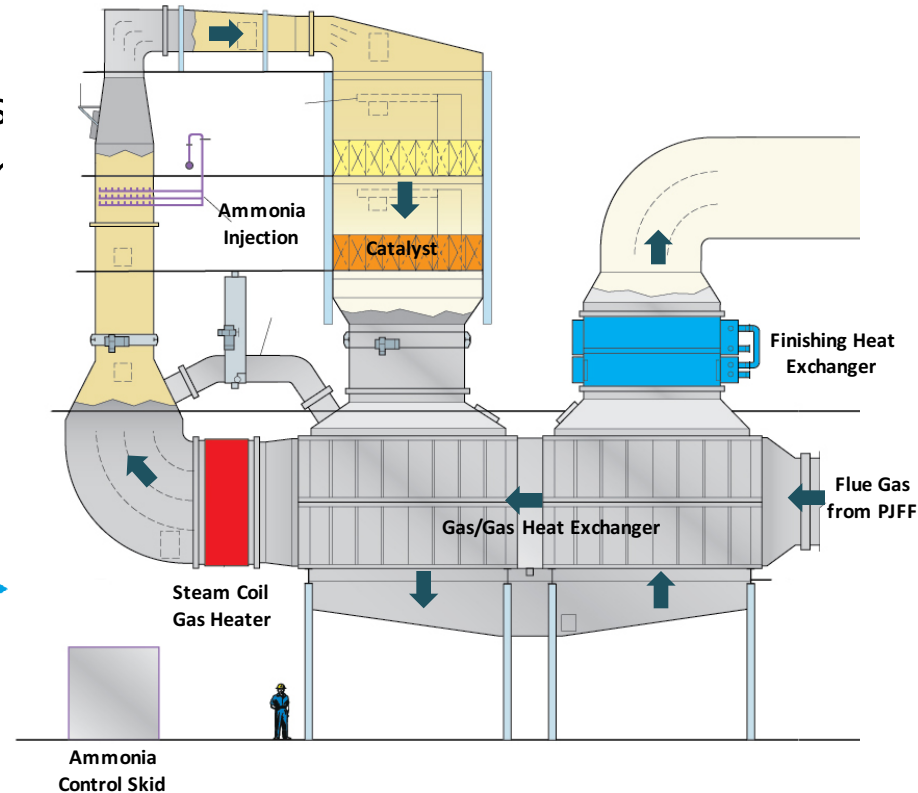 Ammonia
Injection
Catalyst
Finishing Heat
Exchanger
Flue Gas
from PJFF
Gas/Gas Heat Exchanger
Steam Coil
Gas Heater
Ammonia
Control Skid